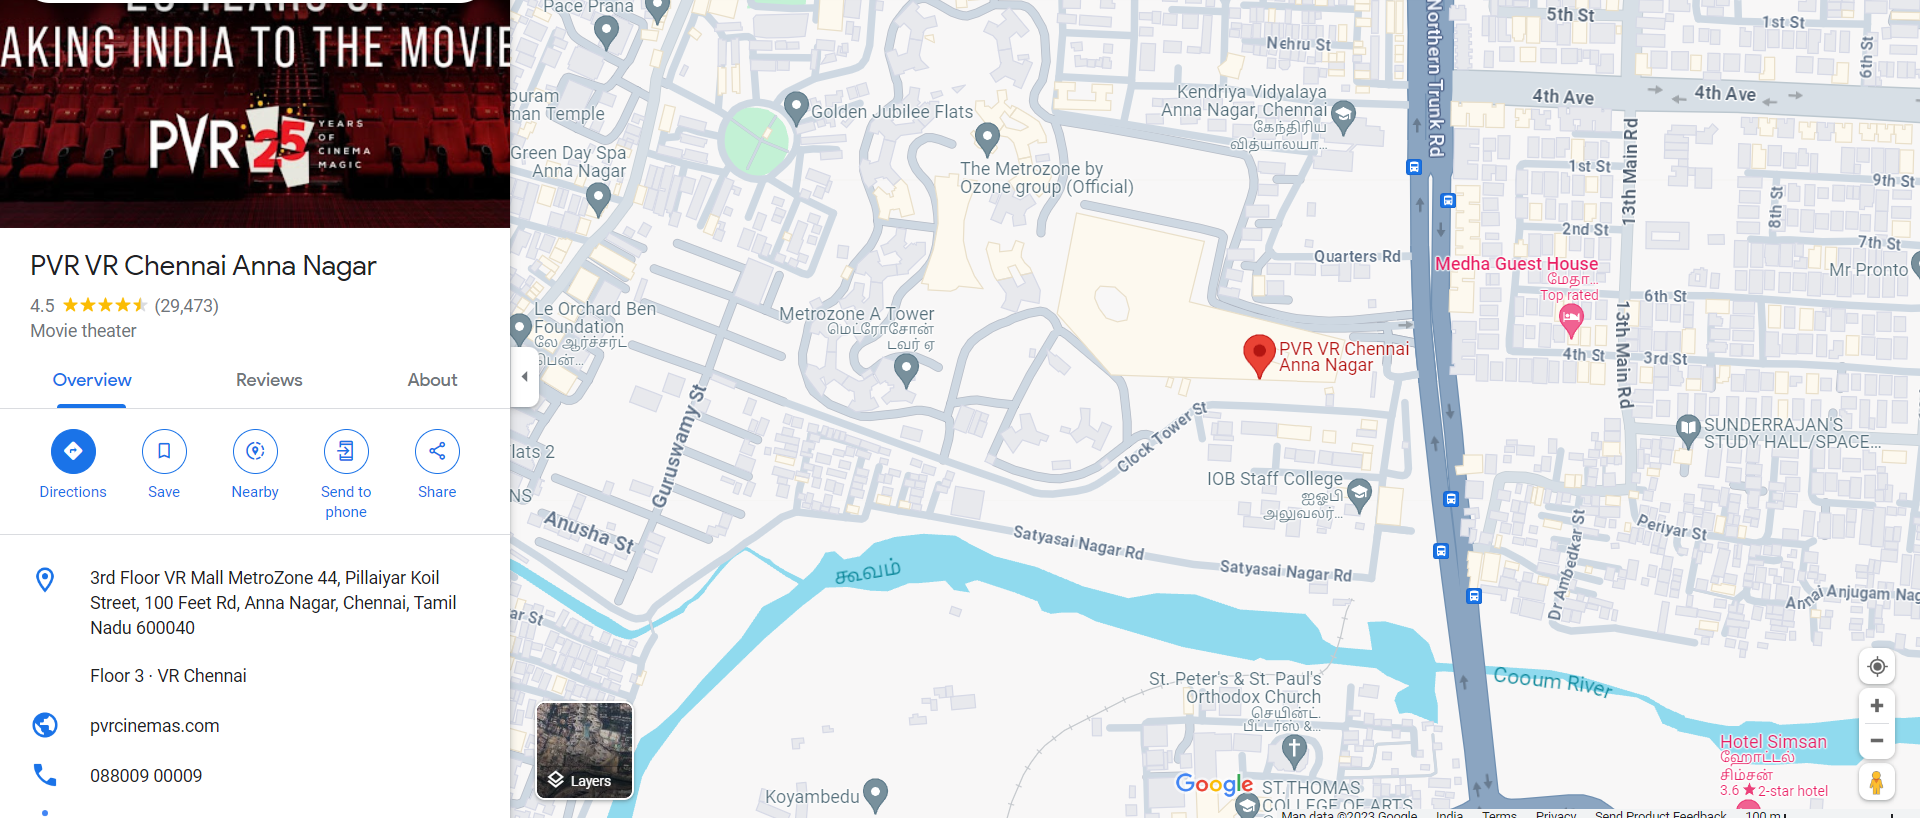 AKING INDIA TO THE MOVIE
PVR 25 YEARS OF CINEMA MAGIC
PVR VR Chennai Anna Nagar
4.5 (29,473)
Movie theater
Overview Reviews About
Directions
Save
Nearby
Send to phone
Share
3rd Floor VR Mall MetroZone 44, Pillaiyar Koil
Street, 100 Feet Rd, Anna Nagar, Chennai, Tamil
Nadu 600040
Floor 3 · VR Chennai
pvrcinemas.com
088009 00009
Pace Prana
puram
man Temple
Golden Jubilee Flats
Green Day Spa
Anna Nagar
The Metrozone by
Ozone group (Official)
Nehru St
Kendriya Vidyalaya
Anna Nagar, Chennai
கேந்திரிய
வித்யாலயா...
Northern Trunk Rd
5th St
1st St
6th St
4th Ave
4th Ave
13th Main Rd
1st St
9th St
8th St
2nd St
7th St
Mr Pronto
Quarters Rd
Medha Guest House
மேதா...
Top rated
6th St
13th Main Rd
4th St
3rd St
Le Orchard Ben
Foundation
லே ஆர்ச்சர்ட்
பென்...
Metrozone A Tower
மெட்ரோசோன்
டவர் ஏ
PVR VR Chennai
Anna Nagar
Guruswamy St
Clock Tower St
SUNDERRAJAN'S
STUDY HALL/SPACE...
lats 2
NS
Anusha St
IOB Staff College
ஐஓபி
அலுவலர்...
Satyasai Nagar Rd
Satyasai Nagar Rd
கூவம்
Periyar St
Dr Ambedkar St
Annai Anjugam Nag
ar St
St. Peter's & St. Paul's
Orthodox Church
செயின்ட்
பீட்டர்ஸ் &...
Cooum River
Hotel Simsan
ஹோட்டல்
சிம்சன்
3.6 ★ 2-star hotel
Layers
Koyambedu
Google
ST.THOMAS
COLLEGE OF ARTS
Map data ©2023 Google India Terms Privacy Send Product Feedback 100 m